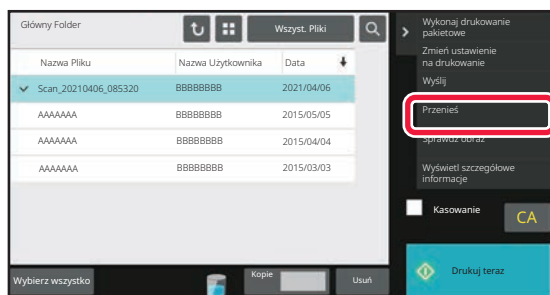 Główny Folder
Wszyst. Pliki
Nazwa Pliku Nazwa Użytkownika Data
Scan_20210406_085320 BBBBBBBB 2021/04/06
AAAAAAA BBBBBBBB 2015/05/05
AAAAAAA BBBBBBBB 2015/04/04
AAAAAAA BBBBBBBB 2015/03/03
Wybierz wszystko
Kopie
Usuń
Wykonaj drukowanie
pakietowe
Zmień ustawienie
na drukowanie
Wyślij
Przenieś
Sprawdź obraz
Wyświetl szczegółowe
informacje
Kasowanie
CA
Drukuj teraz